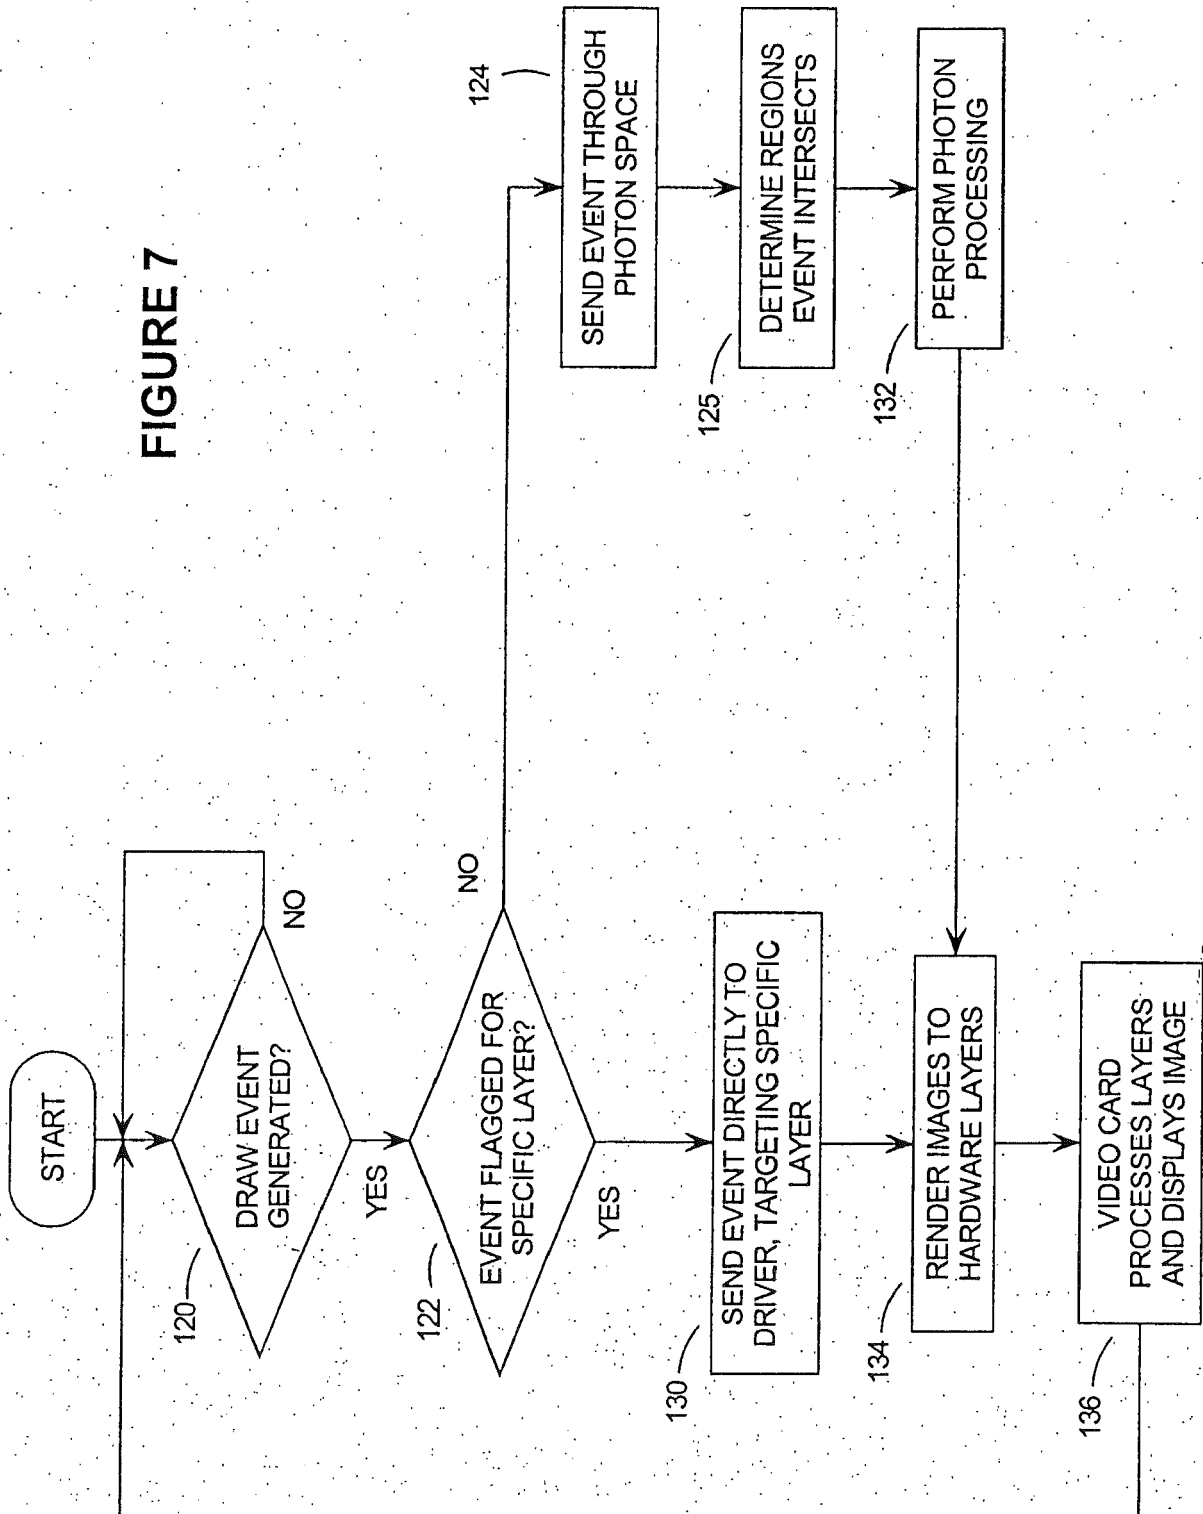 FIGURE 7
START
120
DRAW EVENT
GENERATED?
NO
YES
122
EVENT FLAGGED FOR
SPECIFIC LAYER?
NO
YES
124
SEND EVENT THROUGH
PHOTON SPACE
125
DETERMINE REGIONS
EVENT INTERSECTS
132
PERFORM PHOTON
PROCESSING
130
SEND EVENT DIRECTLY TO
DRIVER, TARGETING SPECIFIC
LAYER
134
RENDER IMAGES TO
HARDWARE LAYERS
136
VIDEO CARD
PROCESSES LAYERS
AND DISPLAYS IMAGE